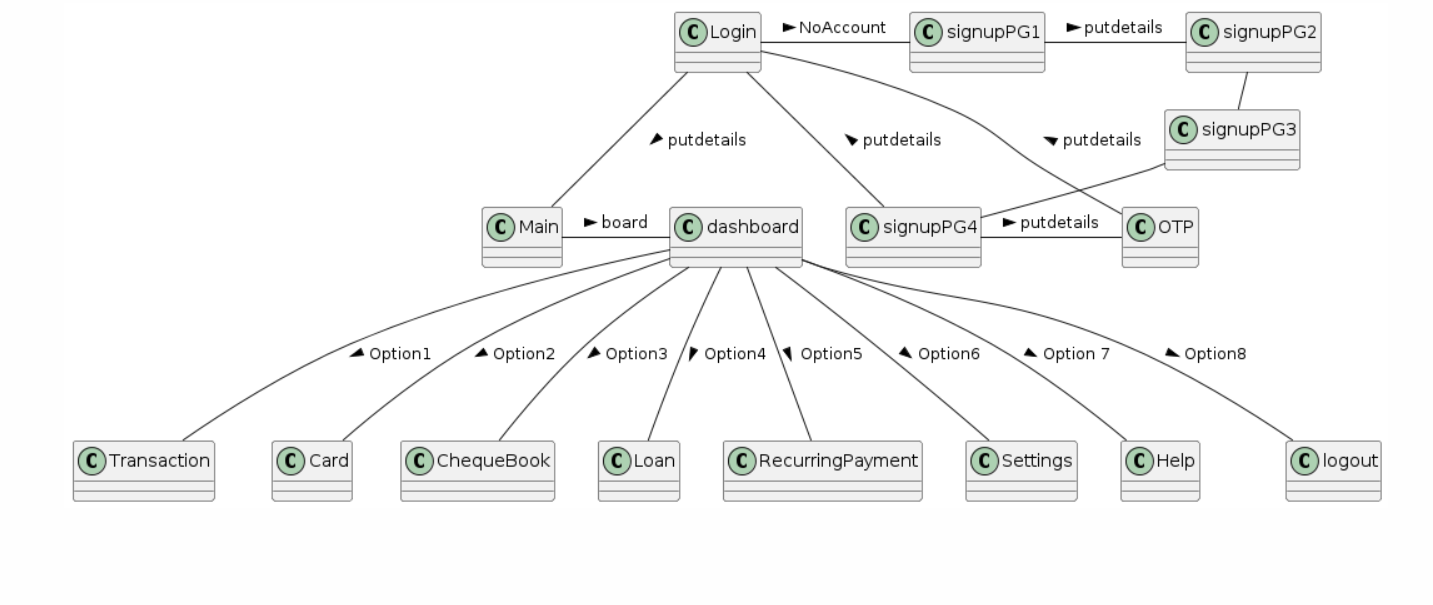 C Login
NoAccount
C signupPG1
putdetails
C signupPG2
C signupPG3
putdetails
putdetails
putdetails
C Main
board
C dashboard
C signupPG4
putdetails
C OTP
Option1
Option2
Option3
Option4
Option5
Option6
Option 7
Option8
C Transaction
C Card
C ChequeBook
C Loan
C RecurringPayment
C Settings
C Help
C logout